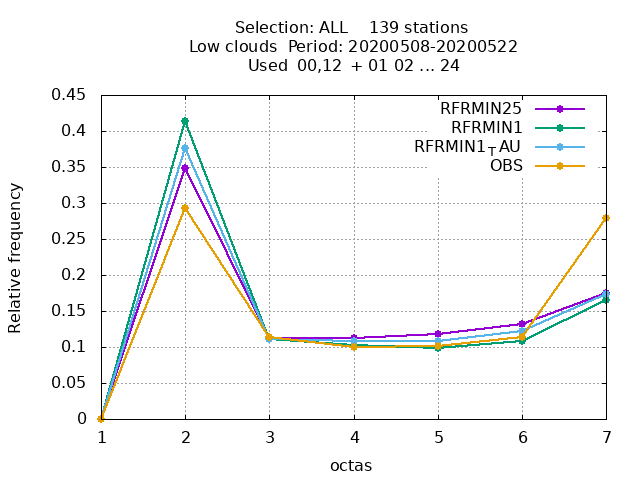 Selection: ALL    139 stations
Low clouds  Period: 20200508-20200522
Used  00,12  + 01 02 ... 24
Relative frequency
0.45
0.4
0.35
0.3
0.25
0.2
0.15
0.1
0.05
0
RFRMIN25
RFRMIN1
RFRMIN1_TAU
OBS
1 2 3 4 5 6 7
octas